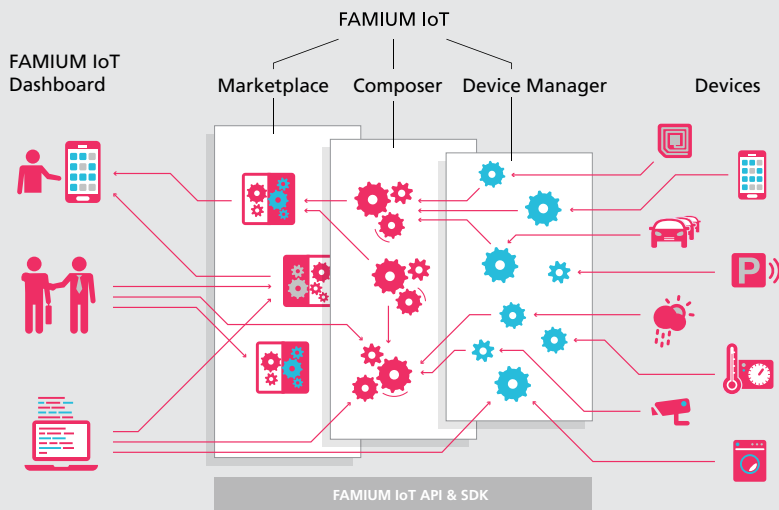 FAMIUM IoT
FAMIUM IoT
Dashboard
Marketplace
Composer
Device Manager
Devices
P
FAMIUM IoT API & SDK